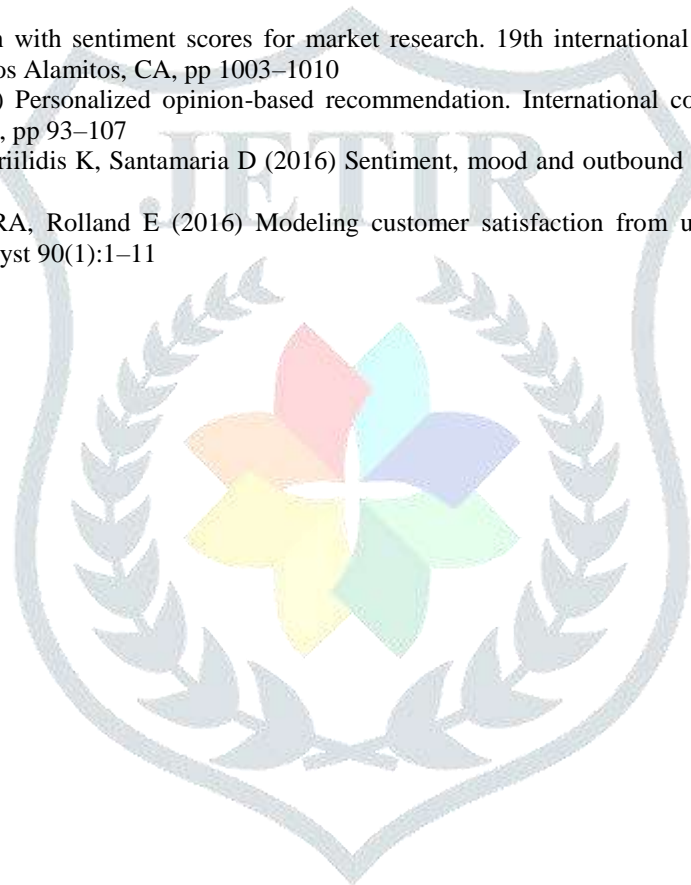 with sentiment scores for market research. 19th international
os Alamitos, CA, pp 1003–1010
) Personalized opinion-based recommendation. International co
, pp 93–107
riilidis K, Santamaria D (2016) Sentiment, mood and outbound
RA, Rolland E (2016) Modeling customer satisfaction from u
yst 90(1):1–11
JETIR